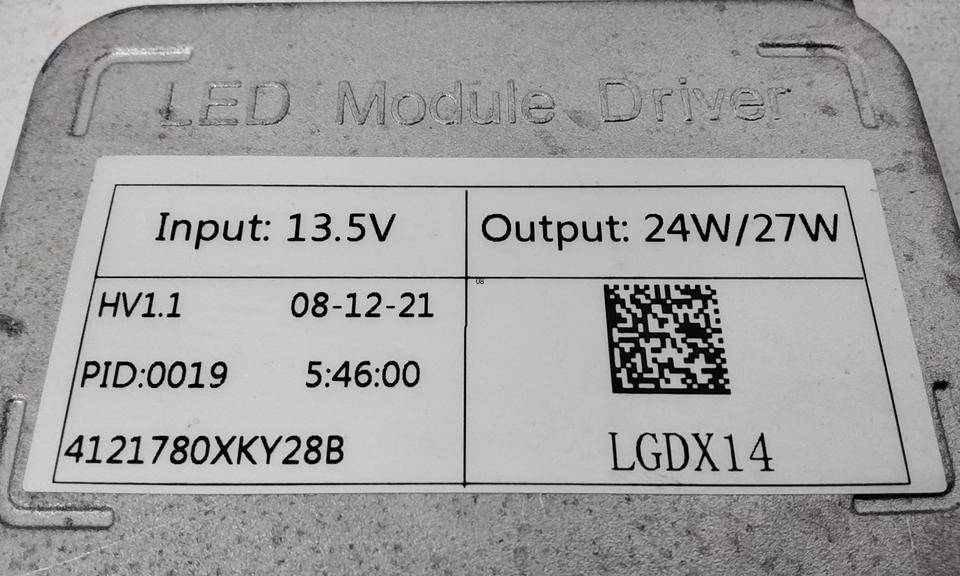 LED Module Driver
Input: 13.5V
Output: 24W/27W
08
HV1.1 08-12-21
PID:0019 5:46:00
4121780XKY28B
LGDX14